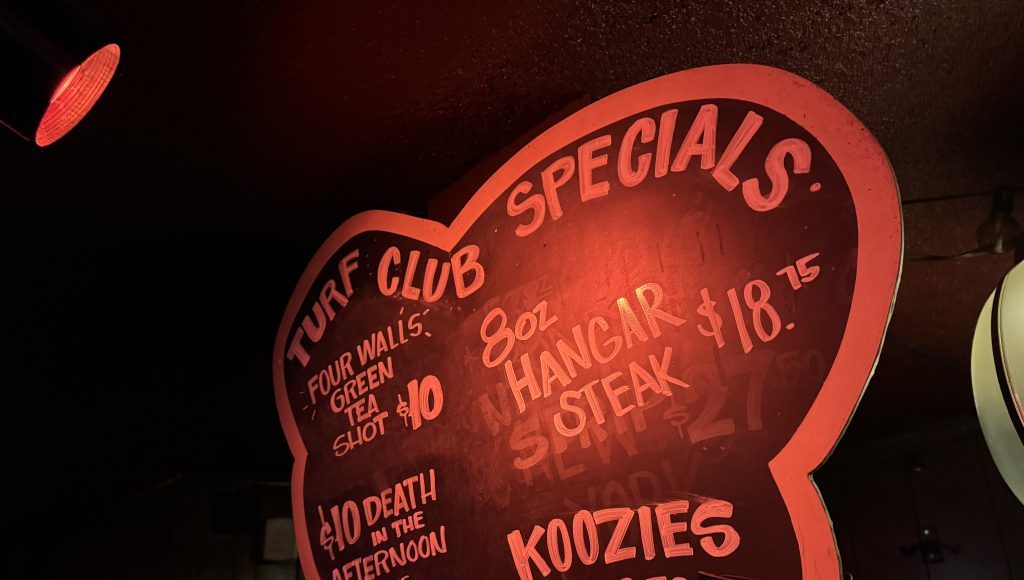 TURF CLUB SPECIALS:
FOUR WALLS:
GREEN
TEA
SHOT $10
8oz
HANGAR
STEAK
$18.75
$10 DEATH
IN THE
AFTERNOON
KOOZIES